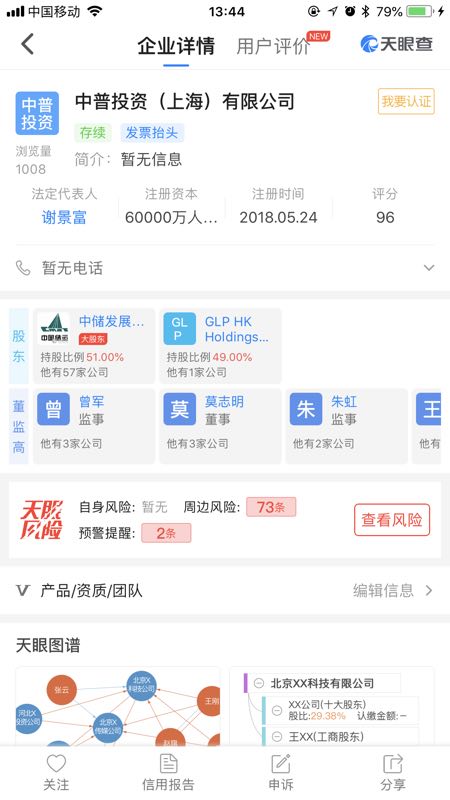 中国移动 13:44 79%
企业详情 用户评价 NEW 天眼查
中普投资
中普投资（上海）有限公司 我要认证
存续 发票抬头
浏览量 1008
简介： 暂无信息
法定代表人 注册资本 注册时间 评分
谢景富 60000万人... 2018.05.24 96
暂无电话
股东
中储发展... 大股东
持股比例 51.00%
他有57家公司
GLP
GLP HK Holdings...
持股比例 49.00%
他有1家公司
董监高
曾 曾军 监事
他有3家公司
莫 莫志明 董事
他有3家公司
朱 朱虹 监事
他有2家公司
王
他有
天眼风险
自身风险: 暂无 周边风险: 73条
预警提醒: 2条
查看风险
产品/资质/团队 编辑信息
天眼图谱
张云
北京X科技公司
王刚
河北X投资公司
北京X传媒公司
北京XX科技有限公司
XX公司(十大股东)
股比:29.38% 认缴金额: --
王XX(工商股东)
关注 信用报告 申诉 分享